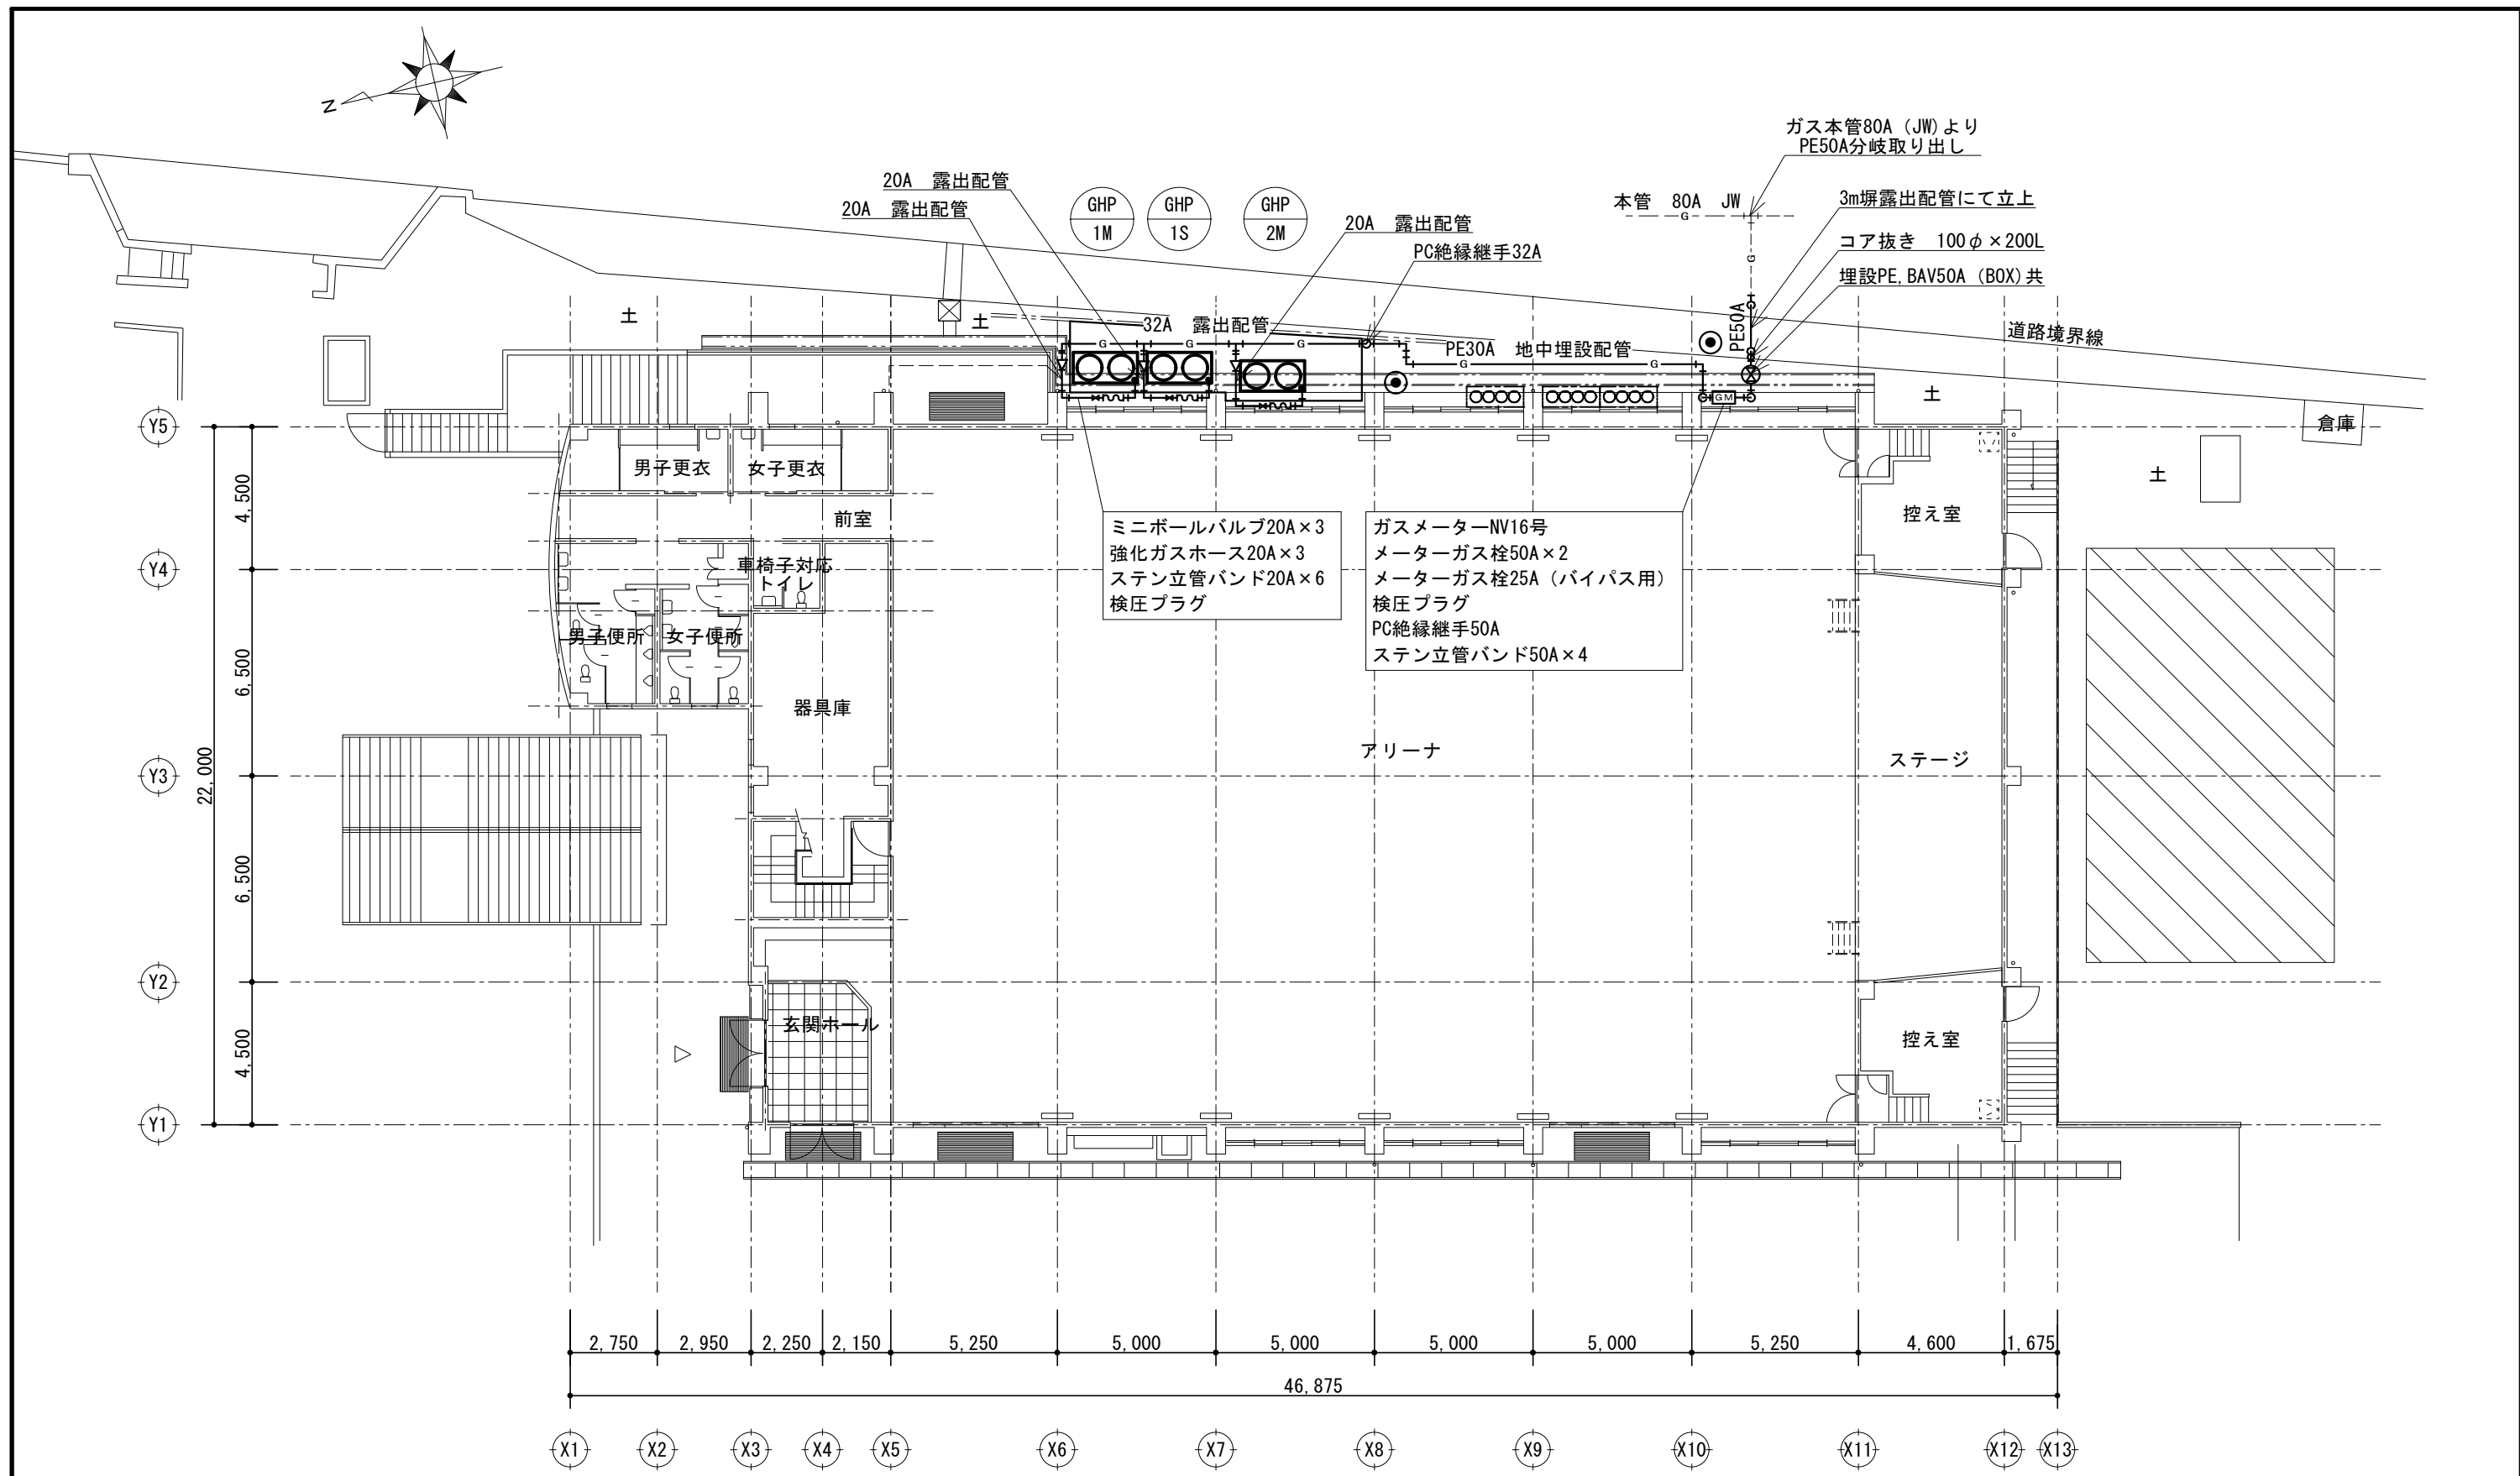 N
ガス本管80A (JW)より
PE50A分岐取り出し
20A 露出配管
20A 露出配管
GHP
1M
GHP
1S
GHP
2M
20A 露出配管
PC絶縁継手32A
本管 80A JW
G
3m塀露出配管にて立上
コア抜き 100φ×200L
埋設PE,BAV50A (BOX)共
G
土
土
32A 露出配管
PE50A
道路境界線
G
G
G
PE30A 地中埋設配管
G
G
土
GM
倉庫
Y5
男子更衣
女子更衣
土
4,500
前室
控え室
ミニボールバルブ20A×3
強化ガスホース20A×3
ステン立管バンド20A×6
検圧プラグ
ガスメーターNV16号
メーターガス栓50A×2
メーターガス栓25A (バイパス用)
検圧プラグ
PC絶縁継手50A
ステン立管バンド50A×4
Y4
車椅子対応
トイレ
男子便所
女子便所
6,500
器具庫
アリーナ
ステージ
Y3
22,000
6,500
Y2
玄関ホール
控え室
4,500
Y1
2,750
2,950
2,250
2,150
5,250
5,000
5,000
5,000
5,000
5,250
4,600
1,675
46,875
X1
X2
X3
X4
X5
X6
X7
X8
X9
X10
X11
X12
X13